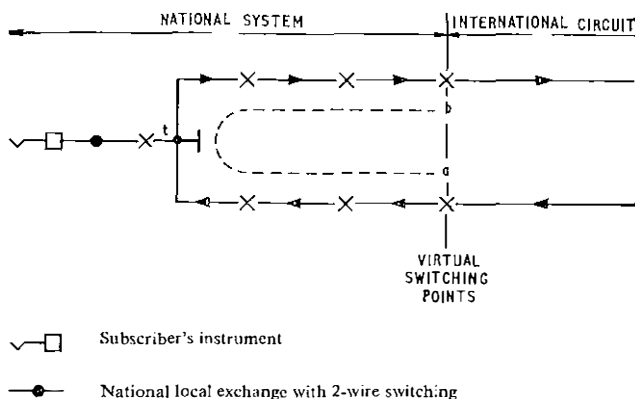 NATIONAL SYSTEM
INTERNATIONAL CIRCUIT
t
b
a
VIRTUAL
SWITCHING
POINTS
Subscriber's instrument
National local exchange with 2-wire switching